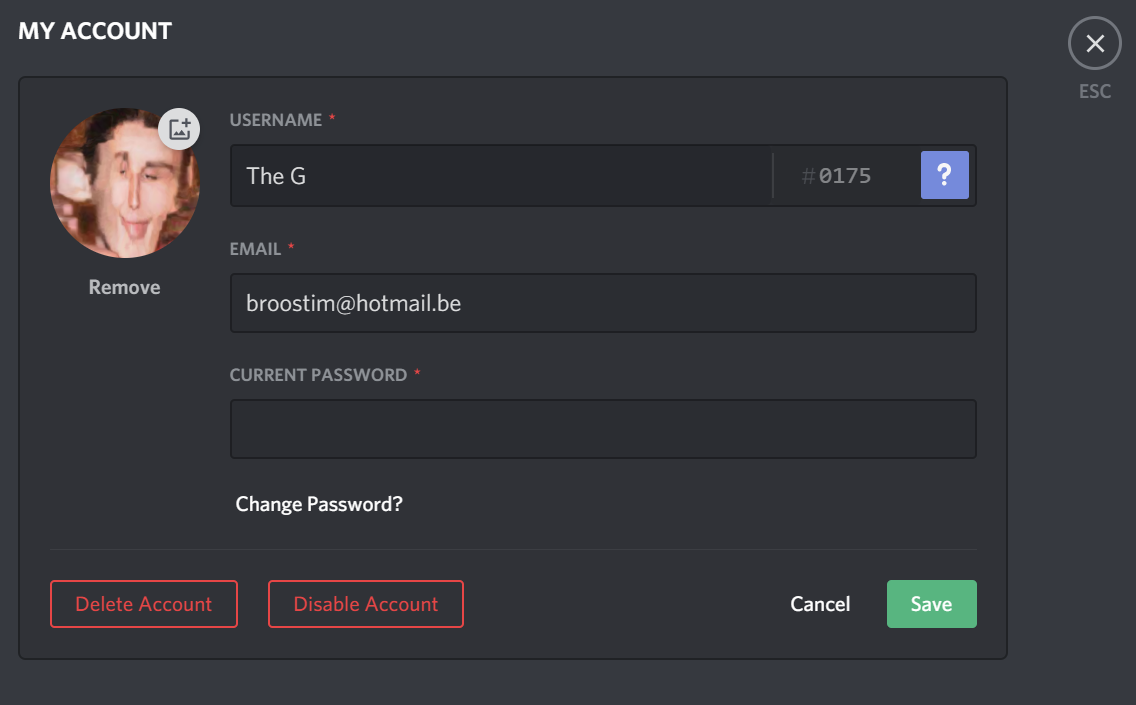 MY ACCOUNT
ESC
USERNAME *
The G #0175 ?
EMAIL *
broostim@hotmail.be
Remove
CURRENT PASSWORD *
Change Password?
Delete Account Disable Account Cancel Save